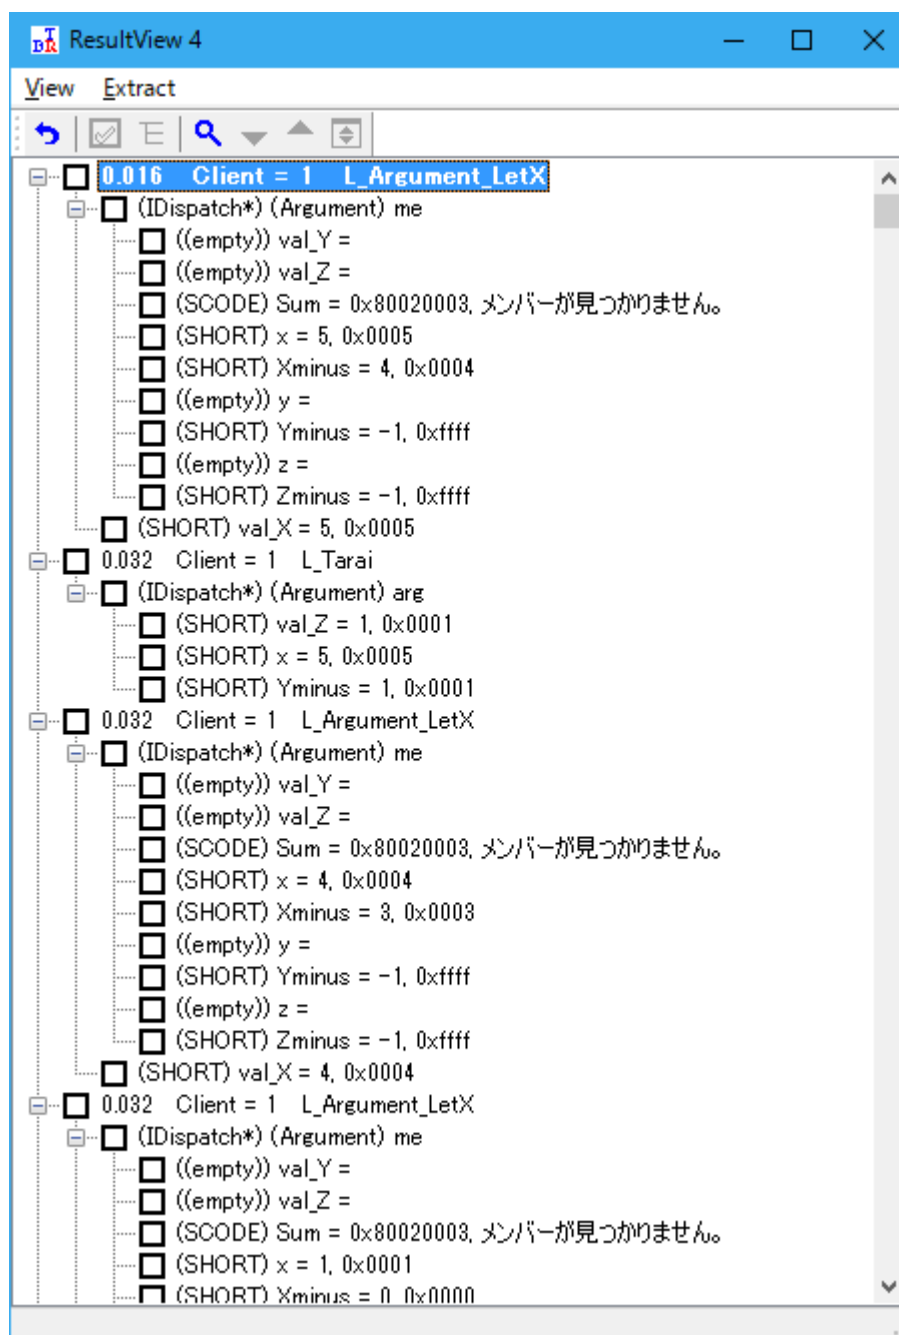 BTR ResultView 4
View Extract
0.016 Client = 1 L_Argument_LetX
(IDispatch*) (Argument) me
((empty)) val_Y =
((empty)) val_Z =
(SCODE) Sum = 0x80020003, メンバーが見つかりません。
(SHORT) x = 5, 0x0005
(SHORT) Xminus = 4, 0x0004
((empty)) y =
(SHORT) Yminus = -1, 0xffff
((empty)) z =
(SHORT) Zminus = -1, 0xffff
(SHORT) val_X = 5, 0x0005
0.032 Client = 1 L_Tarai
(IDispatch*) (Argument) arg
(SHORT) val_Z = 1, 0x0001
(SHORT) x = 5, 0x0005
(SHORT) Yminus = 1, 0x0001
0.032 Client = 1 L_Argument_LetX
(IDispatch*) (Argument) me
((empty)) val_Y =
((empty)) val_Z =
(SCODE) Sum = 0x80020003, メンバーが見つかりません。
(SHORT) x = 4, 0x0004
(SHORT) Xminus = 3, 0x0003
((empty)) y =
(SHORT) Yminus = -1, 0xffff
((empty)) z =
(SHORT) Zminus = -1, 0xffff
(SHORT) val_X = 4, 0x0004
0.032 Client = 1 L_Argument_LetX
(IDispatch*) (Argument) me
((empty)) val_Y =
((empty)) val_Z =
(SCODE) Sum = 0x80020003, メンバーが見つかりません。
(SHORT) x = 1, 0x0001
(SHORT) Xminus = 0, 0x0000